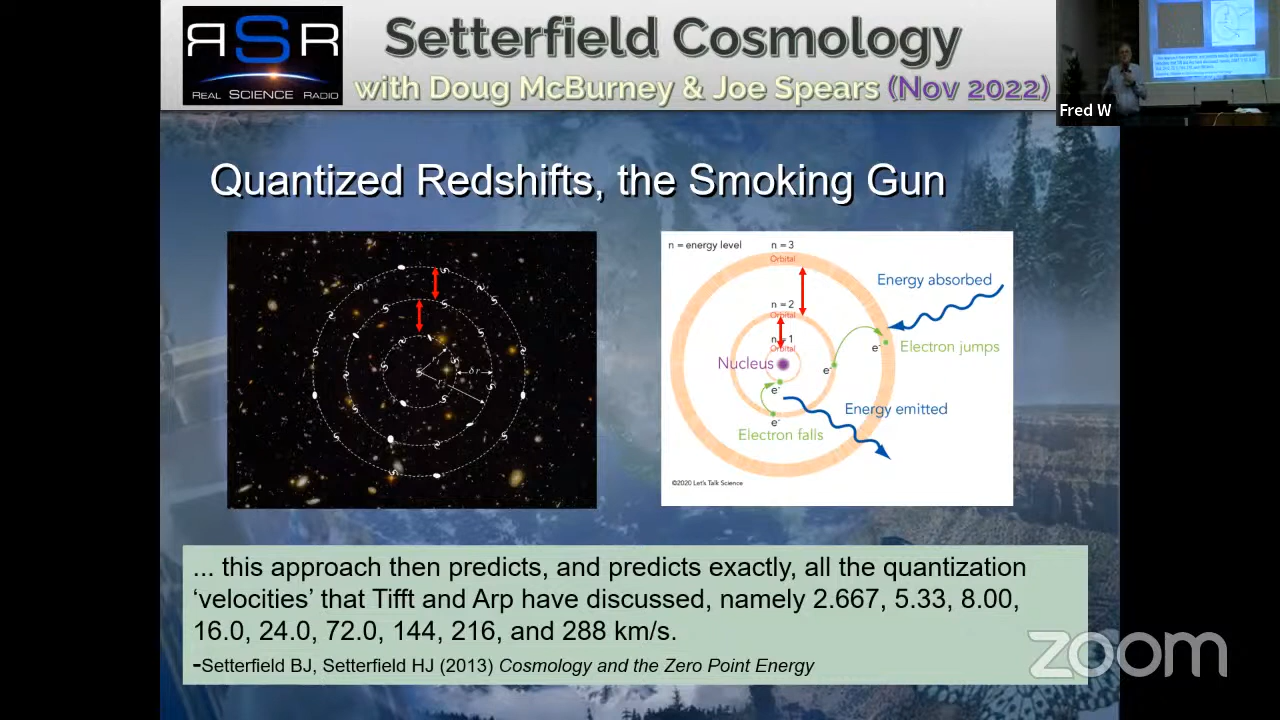 RSR
REAL SCIENCE RADIO
Setterfield Cosmology
with Doug McBurney & Joe Spears (Nov 2022)
Fred W
Quantized Redshifts, the Smoking Gun
δr
n = energy level
n = 3
Orbital
n = 2
Orbital
n = 1
Orbital
Nucleus
Energy absorbed
e-
Electron jumps
e-
e-
Energy emitted
e-
Electron falls
©2020 Let's Talk Science
... this approach then predicts, and predicts exactly, all the quantization
‘velocities’ that Tifft and Arp have discussed, namely 2.667, 5.33, 8.00,
16.0, 24.0, 72.0, 144, 216, and 288 km/s.
-Setterfield BJ, Setterfield HJ (2013) Cosmology and the Zero Point Energy
zoom